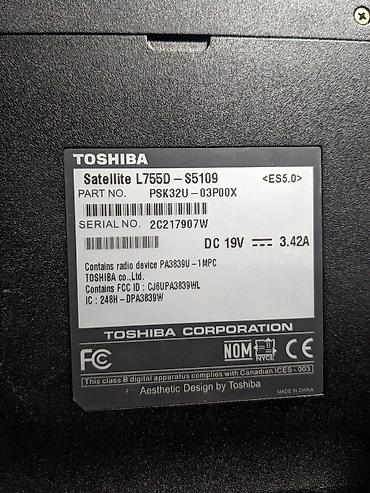 TOSHIBA
Satellite L755D-S5109 <ES5.0>
PART NO. PSK32U-03P00X
SERIAL NO. 2C217907W
DC 19V 3.42A
Contains radio device PA3839U-1MPC
TOSHIBA co.,Ltd.
Contains FCC ID : CJ6UPA3839WL
IC : 248H-DPA3839W
TOSHIBA CORPORATION
FC NOM NYCE CE
This class B digital apparatus complies with Canadian ICES-003
Aesthetic Design by Toshiba
MADE IN CHINA